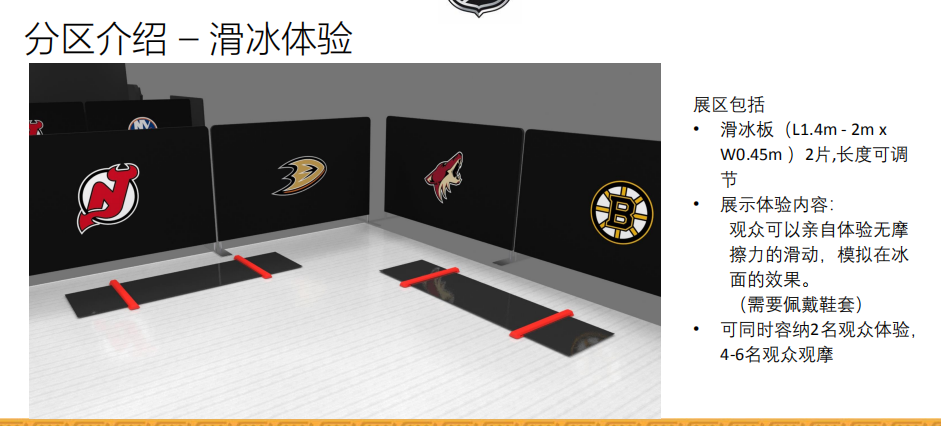 分区介绍 – 滑冰体验
展区包括
• 滑冰板（L1.4m - 2m x
W0.45m ）2片,长度可调
节
• 展示体验内容：
观众可以亲自体验无摩
擦力的滑动，模拟在冰
面的效果。
（需要佩戴鞋套）
• 可同时容纳2名观众体验，
4-6名观众观摩
NJ
D
B
NY